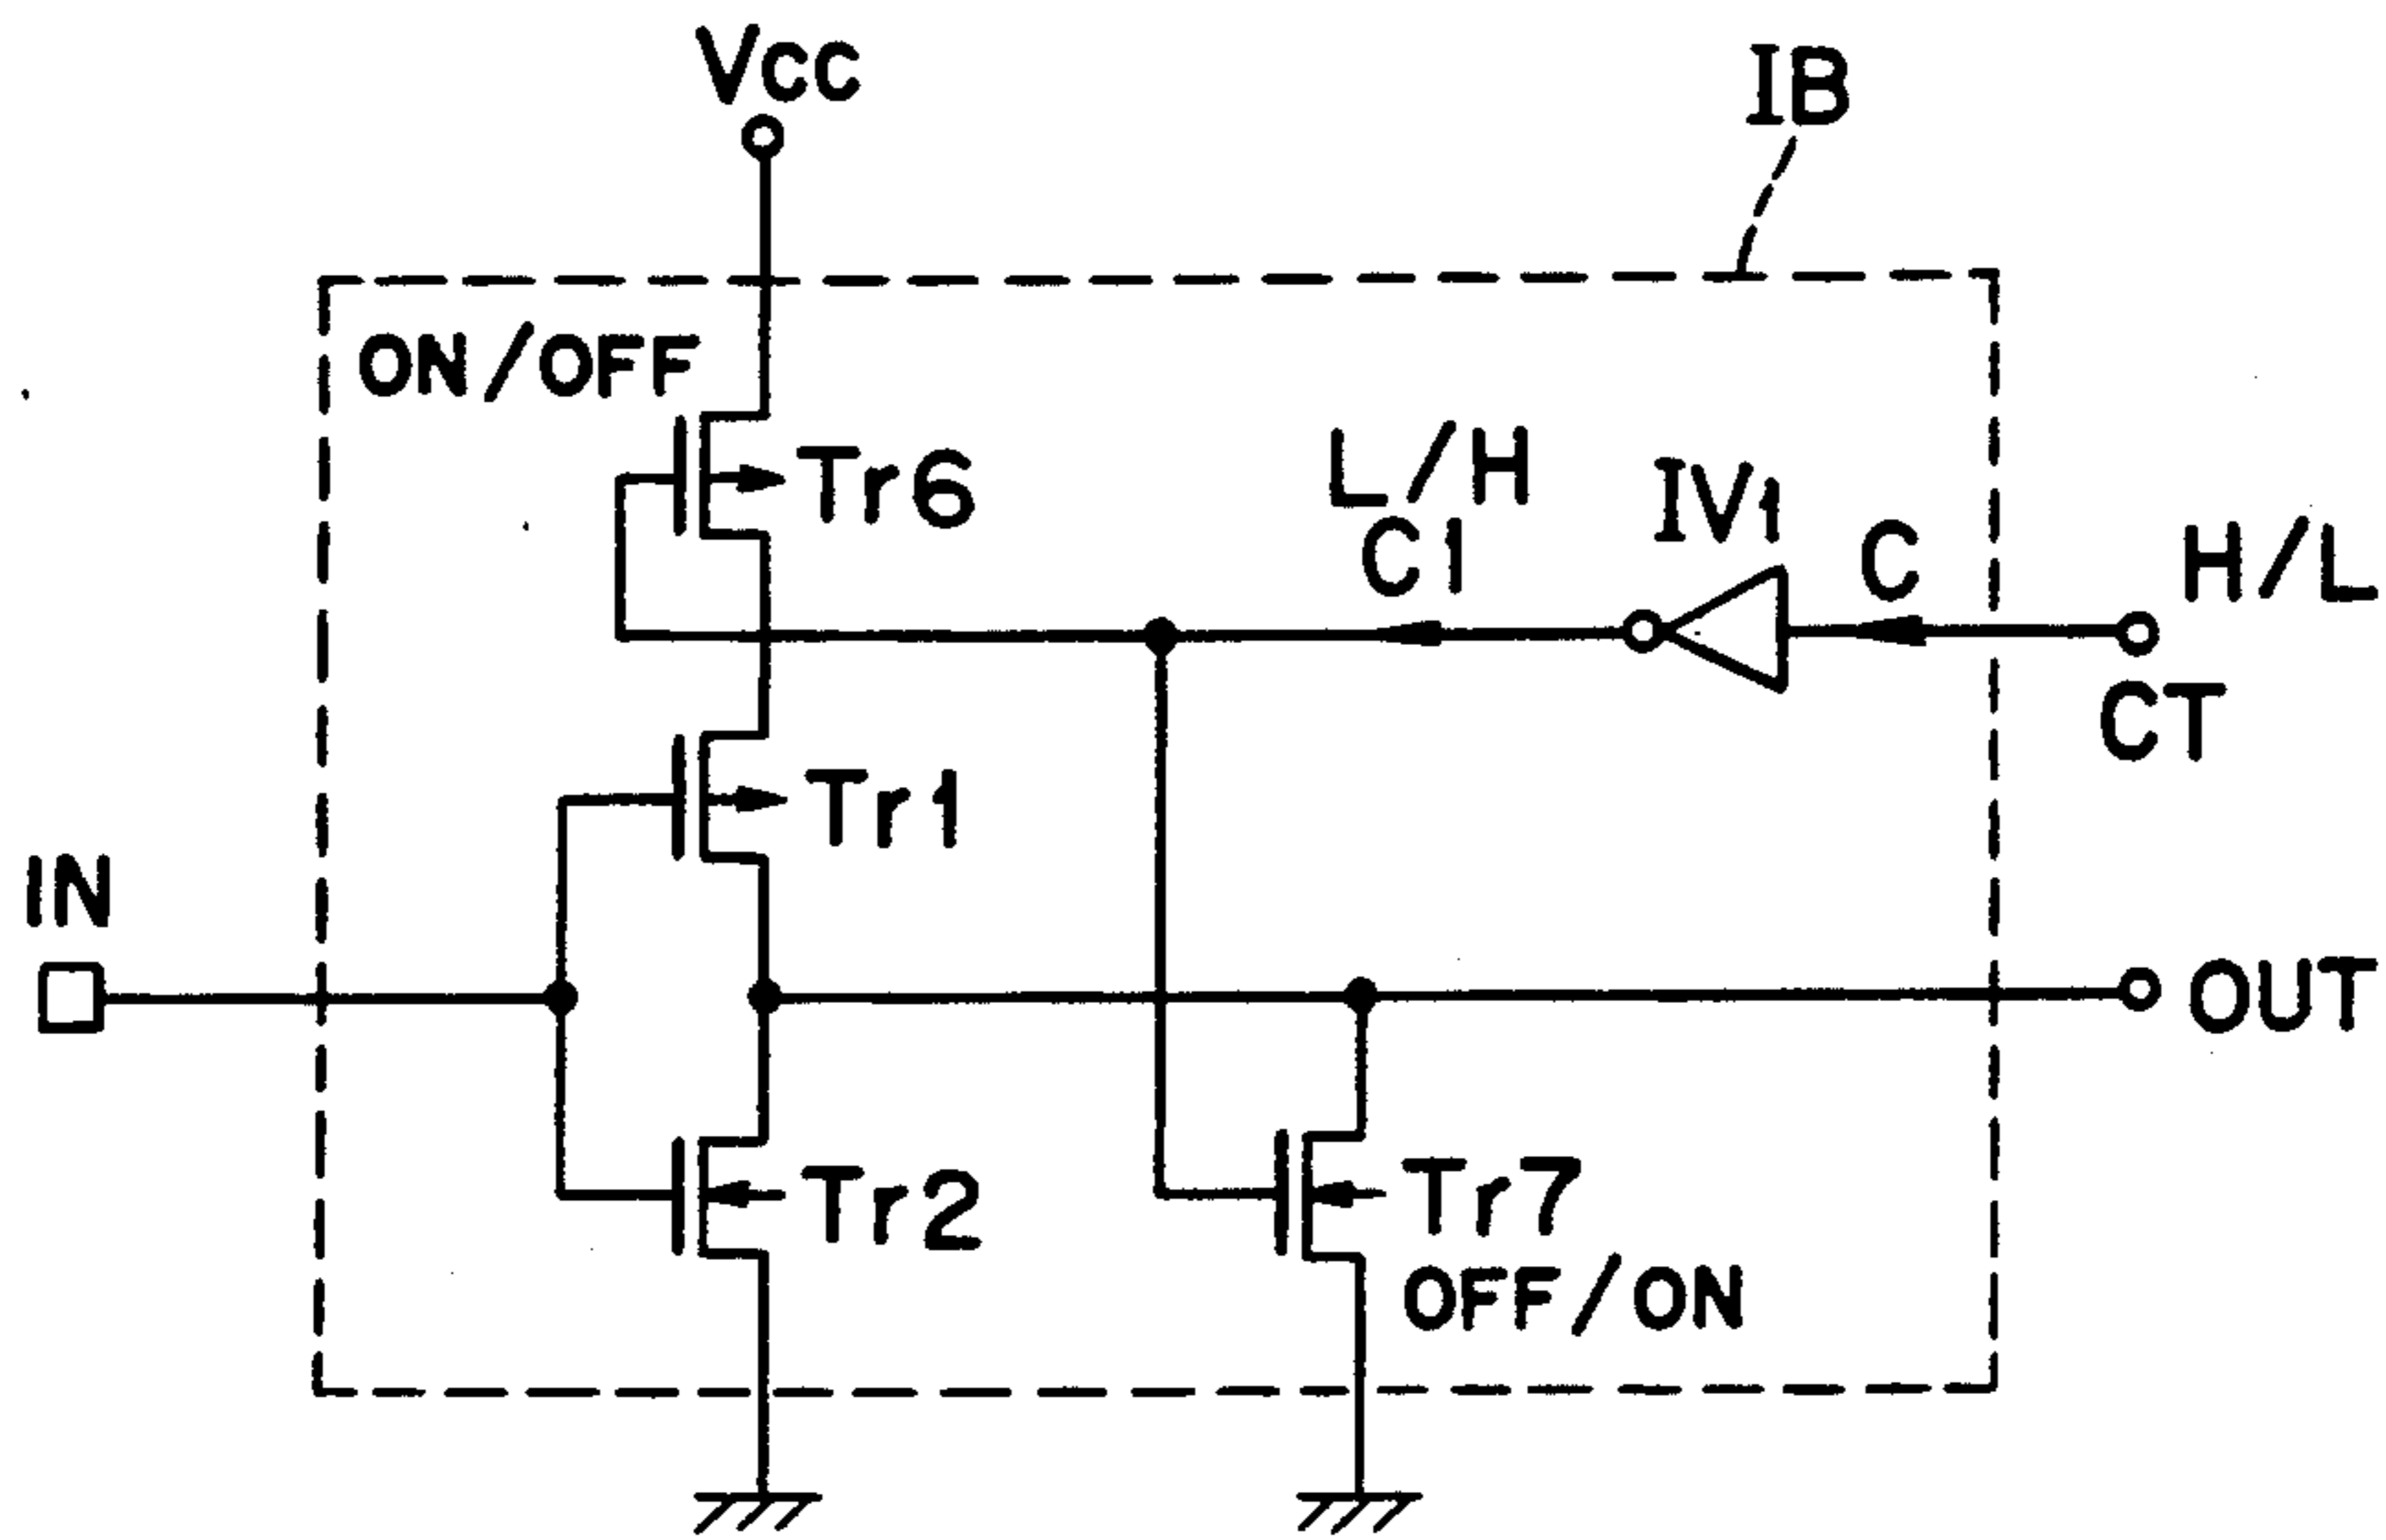 Vcc
IB
ON/OFF
Tr6
L/H
C1
IV1
C
H/L
CT
Tr1
IN
OUT
Tr2
Tr7
OFF/ON